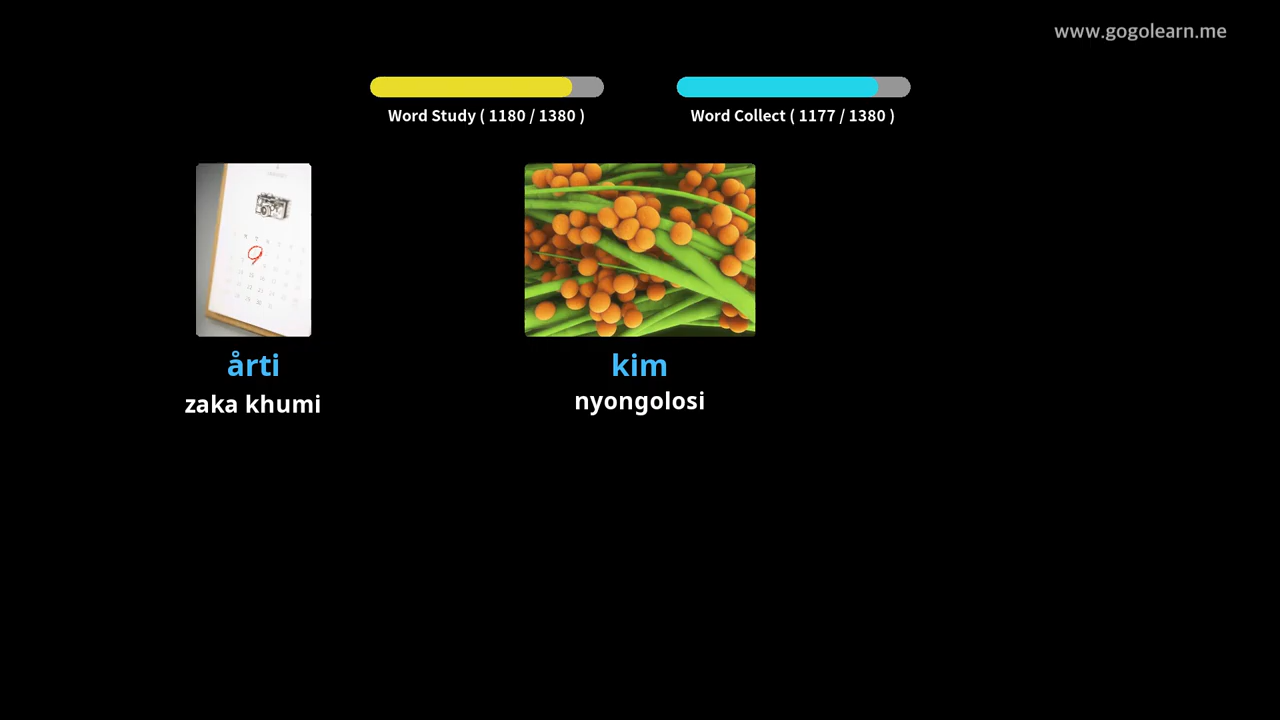 www.gogolearn.me
Word Study ( 1180 / 1380 )
Word Collect ( 1177 / 1380 )
årti
kim
zaka khumi
nyongolosi